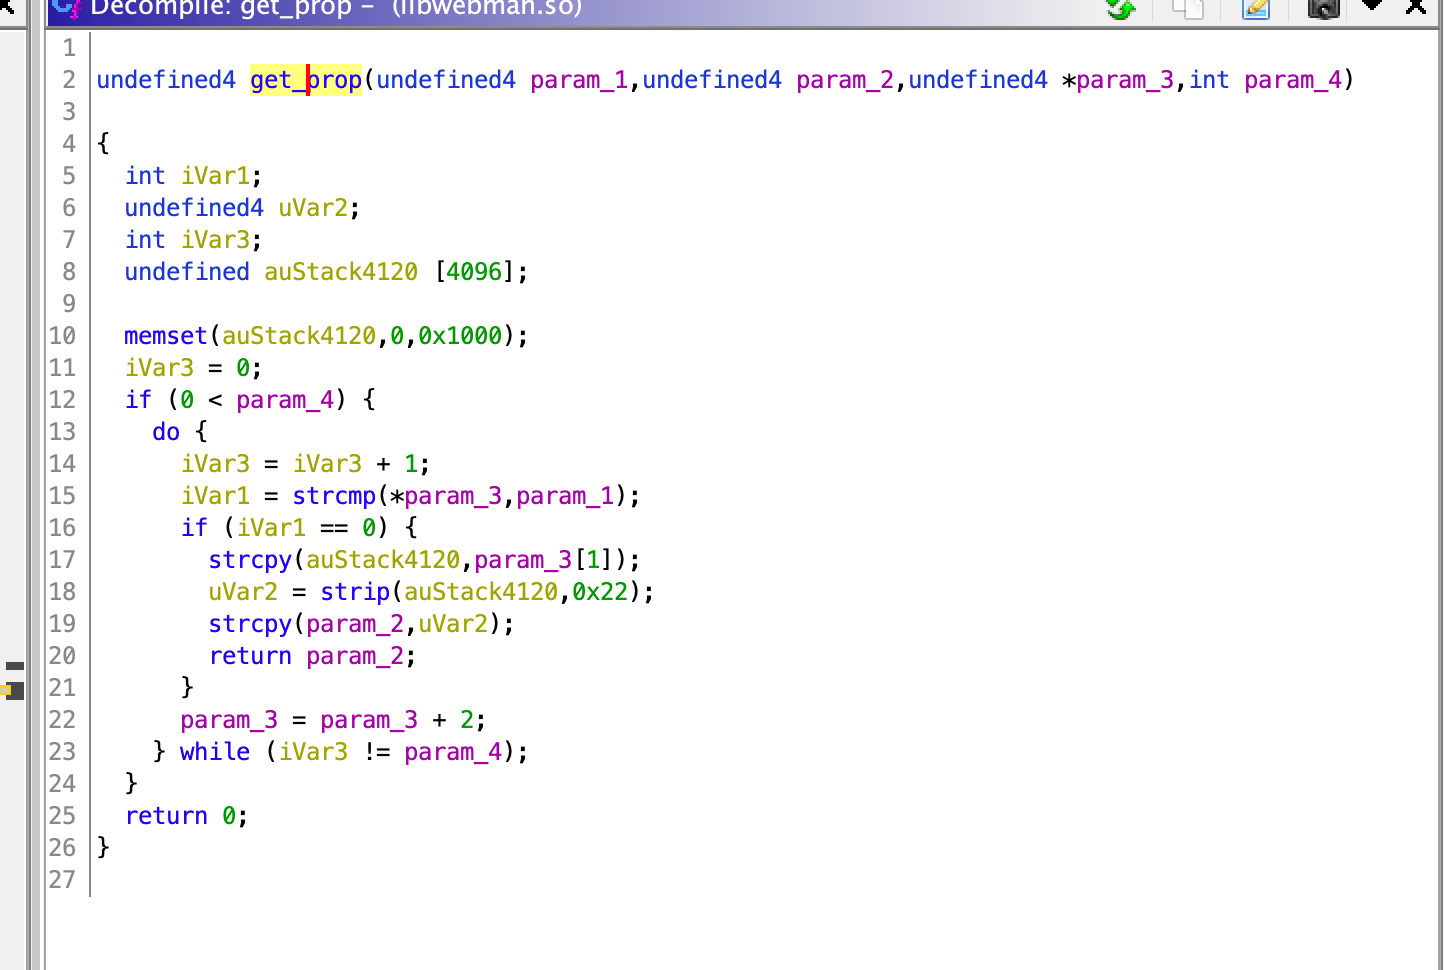 Decompile: get_prop - (libwebman.so)
1
2 undefined4 get_prop(undefined4 param_1,undefined4 param_2,undefined4 *param_3,int param_4)
3
4 {
5   int iVar1;
6   undefined4 uVar2;
7   int iVar3;
8   undefined auStack4120 [4096];
9
10   memset(auStack4120,0,0x1000);
11   iVar3 = 0;
12   if (0 < param_4) {
13     do {
14       iVar3 = iVar3 + 1;
15       iVar1 = strcmp(*param_3,param_1);
16       if (iVar1 == 0) {
17         strcpy(auStack4120,param_3[1]);
18         uVar2 = strip(auStack4120,0x22);
19         strcpy(param_2,uVar2);
20         return param_2;
21       }
22       param_3 = param_3 + 2;
23     } while (iVar3 != param_4);
24   }
25   return 0;
26 }
27